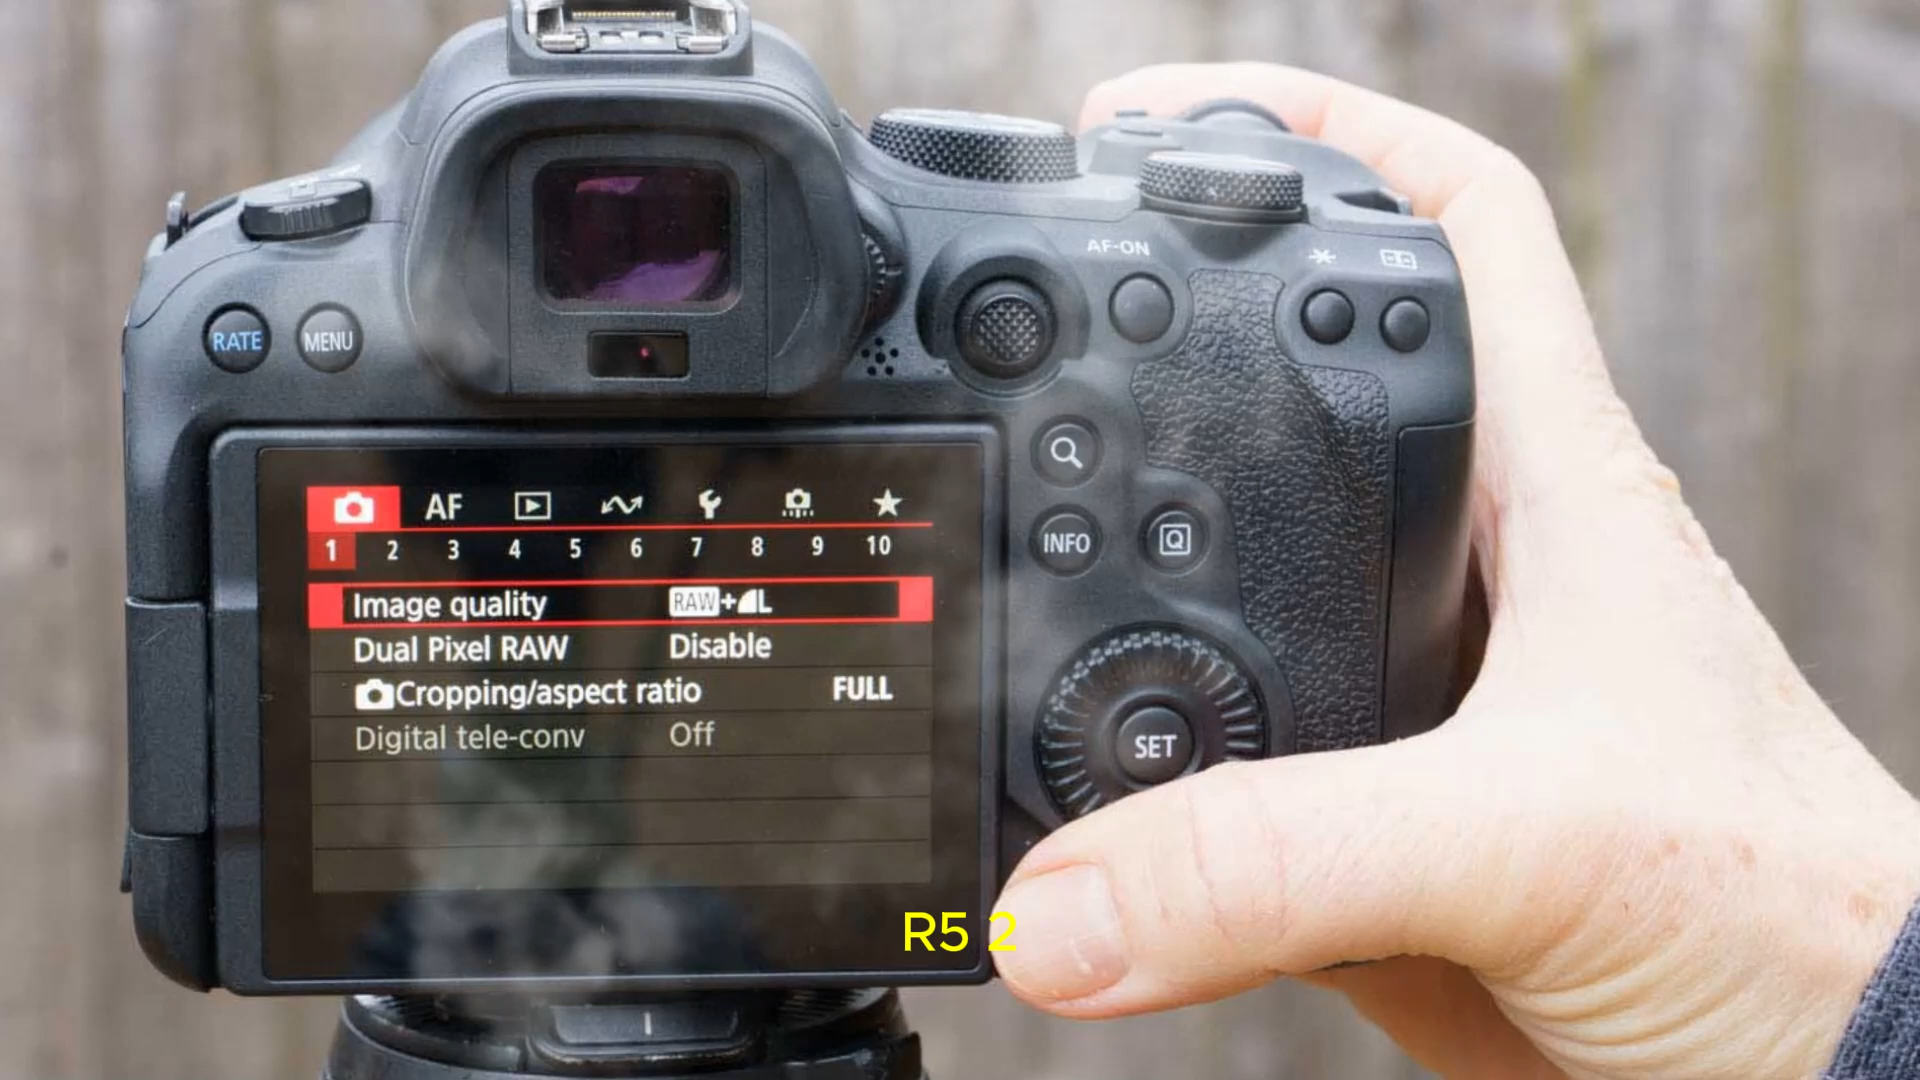 AF-ON
RATE
MENU
AF
1 2 3 4 5 6 7 8 9 10
Image quality RAW+L
Dual Pixel RAW Disable
Cropping/aspect ratio FULL
Digital tele-conv Off
INFO
Q
SET
R5 2